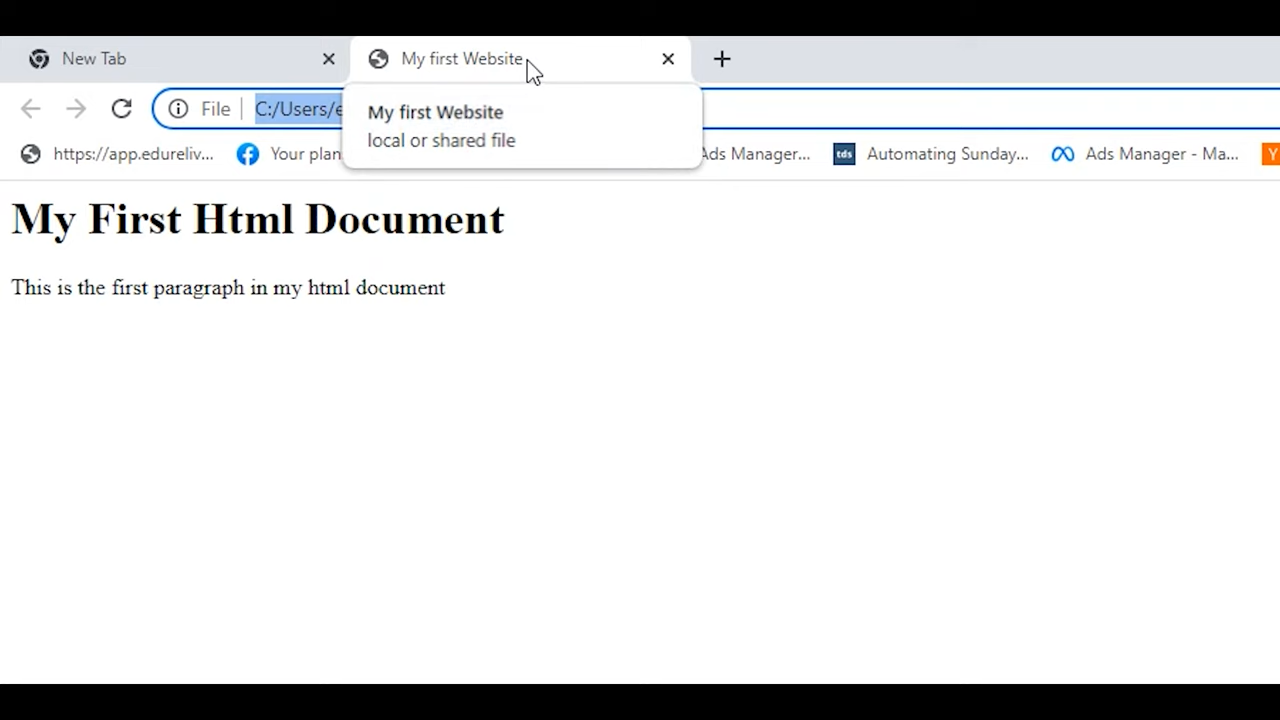 New Tab
My first Website
File
C:/Users/e
My first Website
local or shared file
https://app.edureliv...
Your plan
Ads Manager...
tds
Automating Sunday...
Ads Manager - Ma...
Y
My First Html Document
This is the first paragraph in my html document